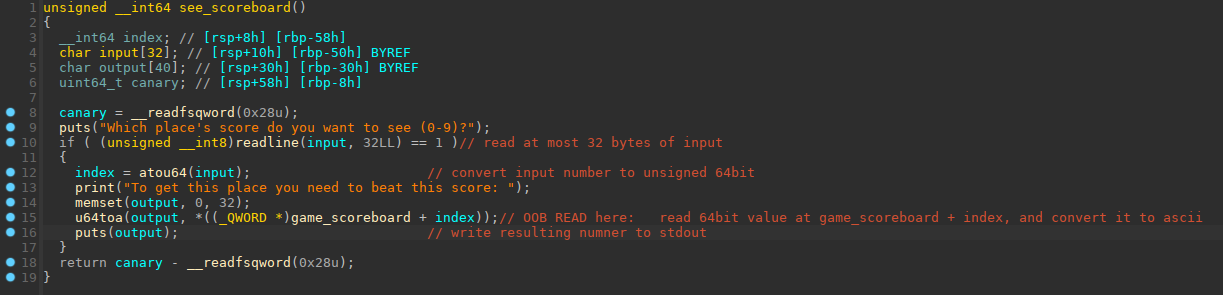 1 unsigned __int64 see_scoreboard()
2 {
3 __int64 index; // [rsp+8h] [rbp-58h]
4 char input[32]; // [rsp+10h] [rbp-50h] BYREF
5 char output[40]; // [rsp+30h] [rbp-30h] BYREF
6 uint64_t canary; // [rsp+58h] [rbp-8h]
7
8 canary = __readfsqword(0x28u);
9 puts("Which place's score do you want to see (0-9)?");
10 if ( (unsigned __int8)readline(input, 32LL) == 1 )// read at most 32 bytes of input
11 {
12 index = atou64(input); // convert input number to unsigned 64bit
13 print("To get this place you need to beat this score: ");
14 memset(output, 0, 32);
15 u64toa(output, *((_QWORD *)game_scoreboard + index));// OOB READ here: read 64bit value at game_scoreboard + index, and convert it to ascii
16 puts(output); // write resulting numner to stdout
17 }
18 return canary - __readfsqword(0x28u);
19 }